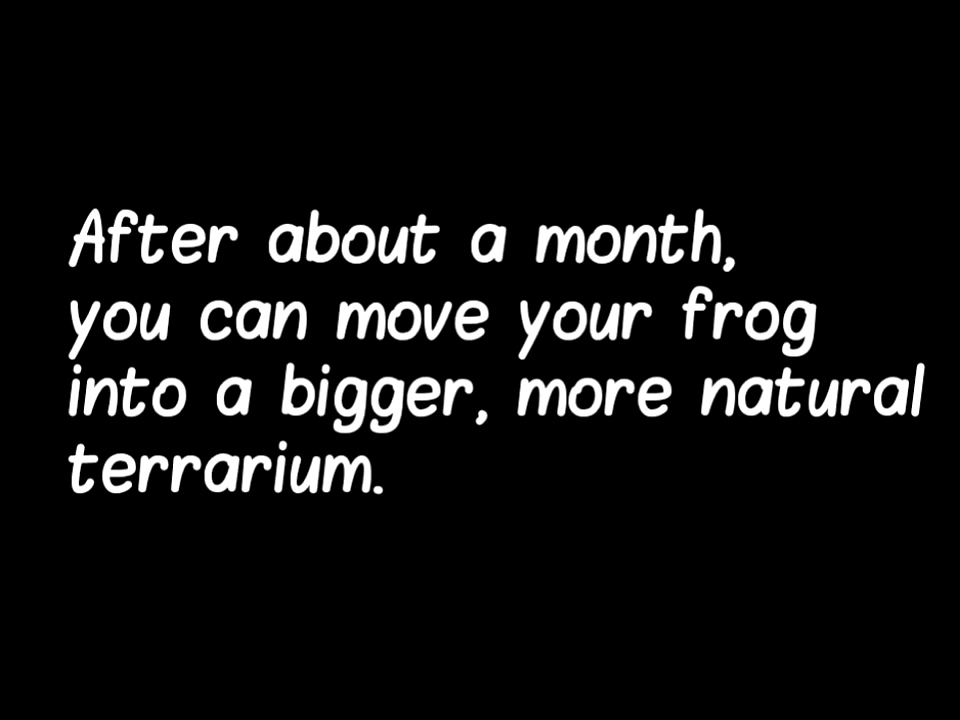 After about a month,
you can move your frog
into a bigger, more natural
terrarium.